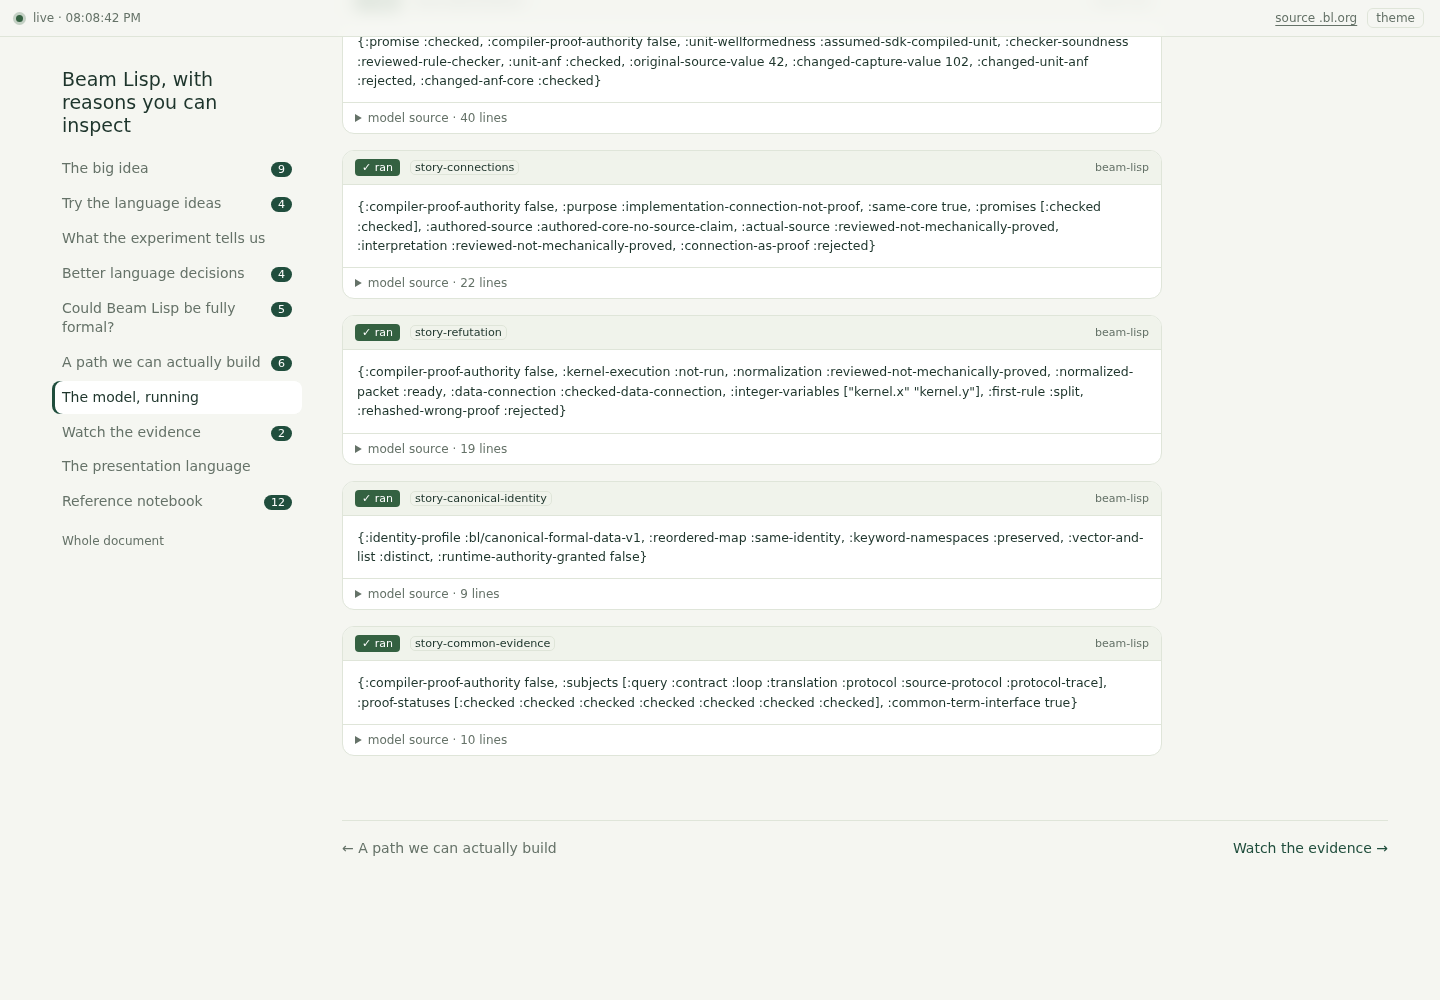 live · 08:08:42 PM
source .bl.org
theme
Beam Lisp, with
reasons you can
inspect
The big idea 9
Try the language ideas 4
What the experiment tells us
Better language decisions 4
Could Beam Lisp be fully
formal? 5
A path we can actually build 6
The model, running
Watch the evidence 2
The presentation language
Reference notebook 12
Whole document
{:promise :checked, :compiler-proof-authority false, :unit-wellformedness :assumed-sdk-compiled-unit, :checker-soundness
:reviewed-rule-checker, :unit-anf :checked, :original-source-value 42, :changed-capture-value 102, :changed-unit-anf
:rejected, :changed-anf-core :checked}
▶ model source · 40 lines
✓ ran story-connections beam-lisp
{:compiler-proof-authority false, :purpose :implementation-connection-not-proof, :same-core true, :promises [:checked
:checked], :authored-source :authored-core-no-source-claim, :actual-source :reviewed-not-mechanically-proved,
:interpretation :reviewed-not-mechanically-proved, :connection-as-proof :rejected}
▶ model source · 22 lines
✓ ran story-refutation beam-lisp
{:compiler-proof-authority false, :kernel-execution :not-run, :normalization :reviewed-not-mechanically-proved, :normalized-
packet :ready, :data-connection :checked-data-connection, :integer-variables ["kernel.x" "kernel.y"], :first-rule :split,
:rehashed-wrong-proof :rejected}
▶ model source · 19 lines
✓ ran story-canonical-identity beam-lisp
{:identity-profile :bl/canonical-formal-data-v1, :reordered-map :same-identity, :keyword-namespaces :preserved, :vector-and-
list :distinct, :runtime-authority-granted false}
▶ model source · 9 lines
✓ ran story-common-evidence beam-lisp
{:compiler-proof-authority false, :subjects [:query :contract :loop :translation :protocol :source-protocol :protocol-trace],
:proof-statuses [:checked :checked :checked :checked :checked :checked :checked], :common-term-interface true}
▶ model source · 10 lines
← A path we can actually build
Watch the evidence →